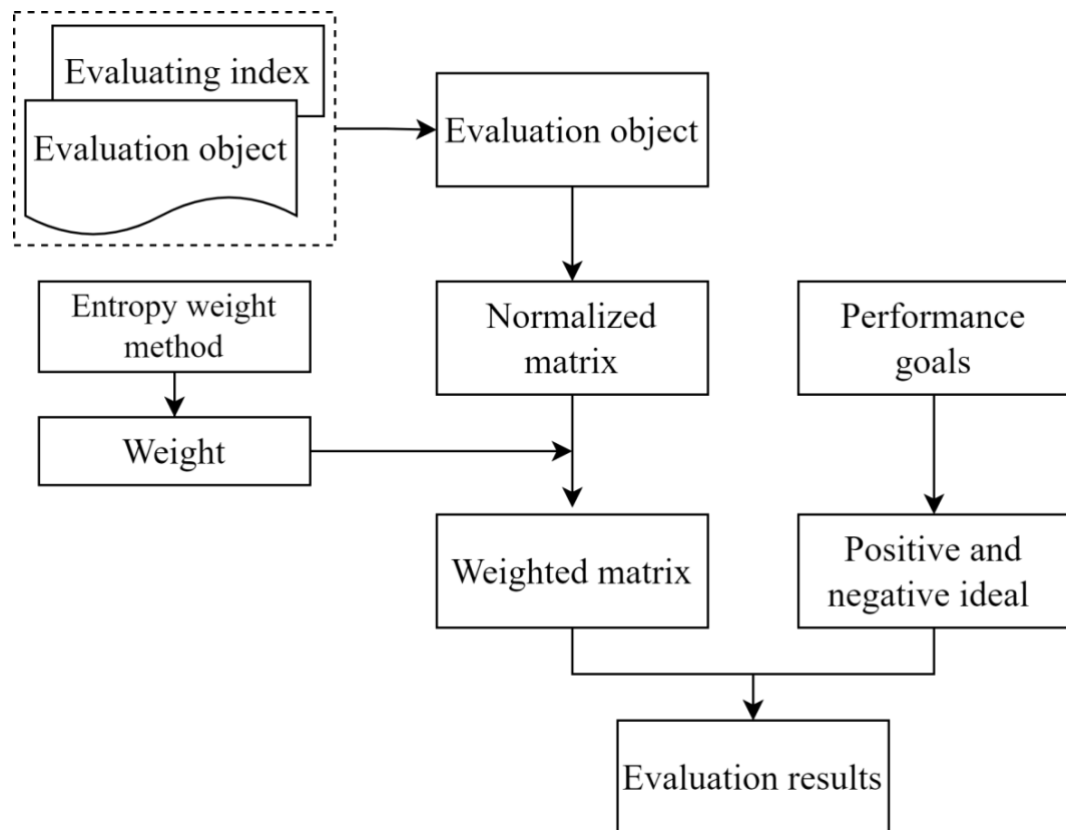 Evaluating index
Evaluation object
Evaluation object
Entropy weight
method
Normalized
matrix
Performance
goals
Weight
Weighted matrix
Positive and
negative ideal
Evaluation results